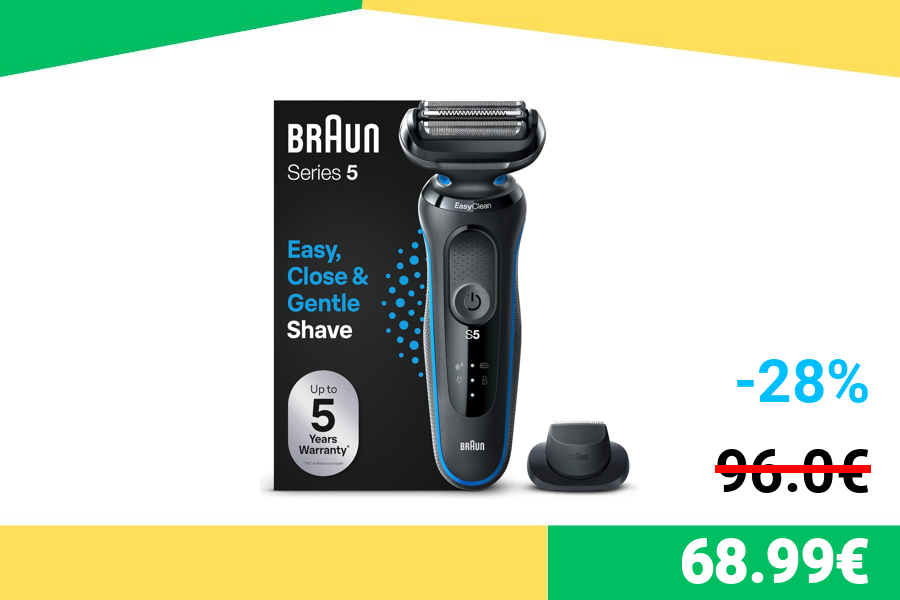 BRAUN
Series 5
Easy,
Close &
Gentle
Shave
Up to
5
Years
Warranty*
EasyClean
S5
BRAUN
-28%
96.0€
68.99€